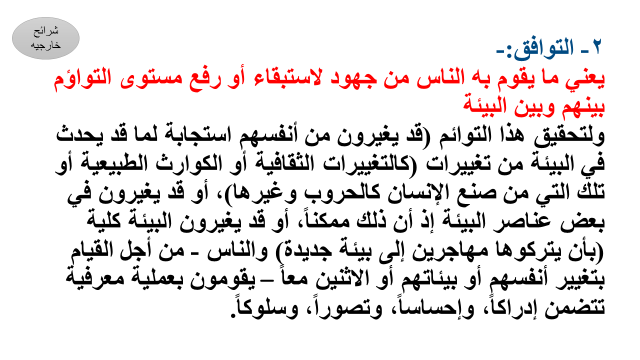 شرائح
خارجيه
٢- التوافق:-
يعني ما يقوم به الناس من جهود لاستبقاء أو رفع مستوى التواؤم
بينهم وبين البيئة
ولتحقيق هذا التوائم (قد يغيرون من أنفسهم استجابة لما قد يحدث
في البيئة من تغييرات (كالتغييرات الثقافية أو الكوارث الطبيعية أو
تلك التي من صنع الإنسان كالحروب وغيرها)، أو قد يغيرون في
بعض عناصر البيئة إذ أن ذلك ممكناً، أو قد يغيرون البيئة كلية
(بأن يتركوها مهاجرين إلى بيئة جديدة) والناس - من أجل القيام
بتغيير أنفسهم أو بيئاتهم أو الاثنين معاً – يقومون بعملية معرفية
تتضمن إدراكاً، وإحساساً، وتصوراً، وسلوكاً.